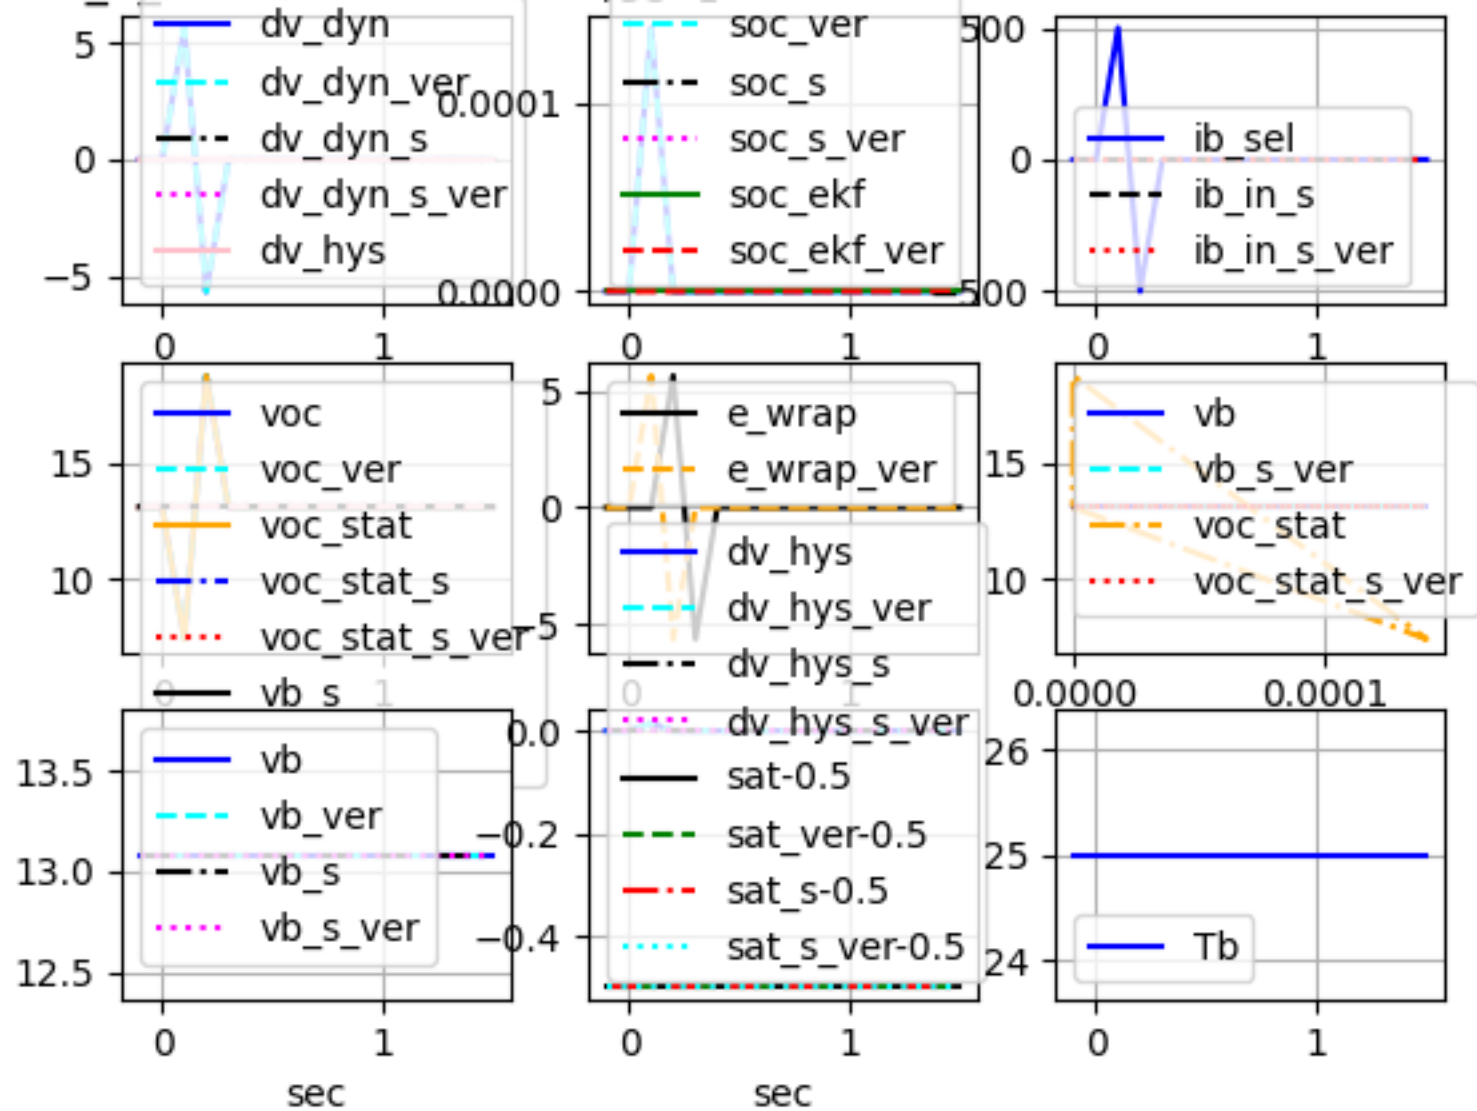 dv_dyn
dv_dyn_ver
dv_dyn_s
dv_dyn_s_ver
dv_hys
5
0
−5
0
1
soc_ver
soc_s
soc_s_ver
soc_ekf
soc_ekf_ver
0.0001
0.0000
0
1
ib_sel
ib_in_s
ib_in_s_ver
500
0
500
0
1
voc
voc_ver
voc_stat
voc_stat_s
voc_stat_s_ver
vb_s
15
10
0
1
e_wrap
e_wrap_ver
5
0
−5
0
1
vb
vb_s_ver
voc_stat
voc_stat_s_ver
15
10
0.0000
0.0001
vb
vb_ver
vb_s
vb_s_ver
13.5
13.0
12.5
0
1
sec
dv_hys
dv_hys_ver
dv_hys_s
dv_hys_s_ver
sat-0.5
sat_ver-0.5
sat_s-0.5
sat_s_ver-0.5
0.0
−0.2
−0.4
0
1
sec
Tb
26
25
24
0
1